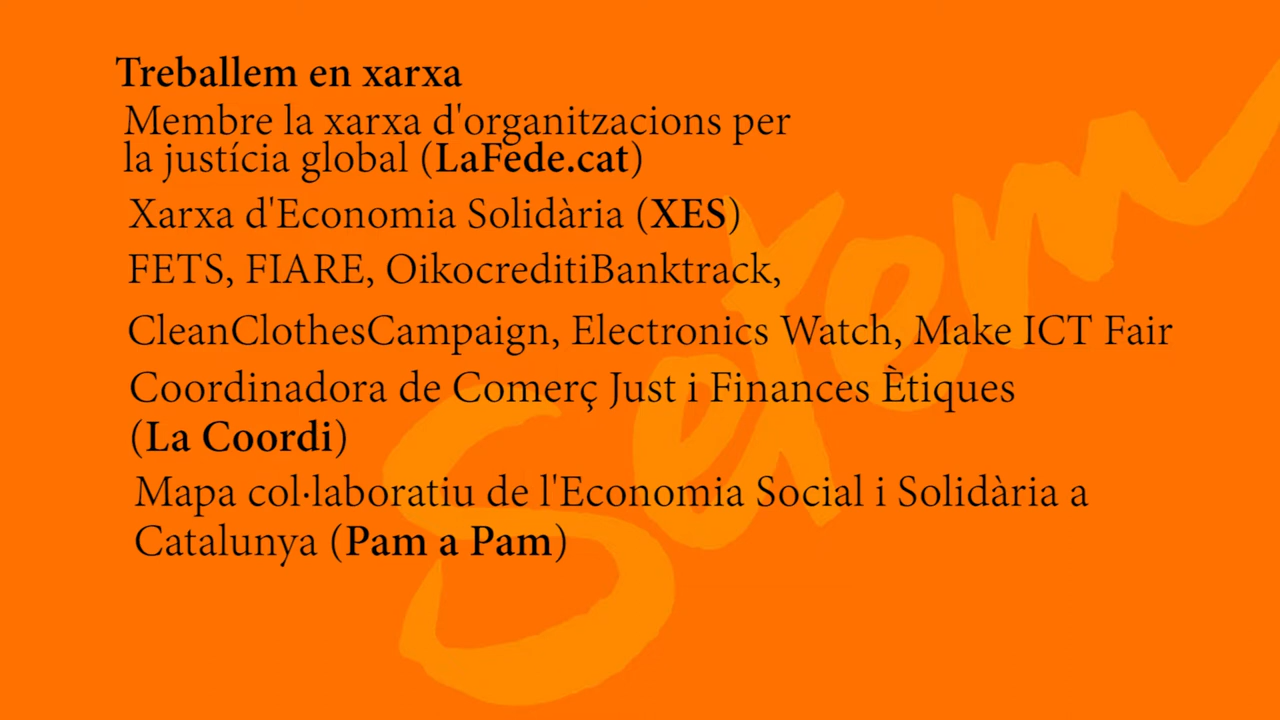 Treballem en xarxa
Membre la xarxa d'organitzacions per
la justícia global (LaFede.cat)
Xarxa d'Economia Solidària (XES)
FETS, FIARE, OikocreditiBanktrack,
CleanClothesCampaign, Electronics Watch, Make ICT Fair
Coordinadora de Comerç Just i Finances Ètiques
(La Coordi)
Mapa col·laboratiu de l'Economia Social i Solidària a
Catalunya (Pam a Pam)
Setem